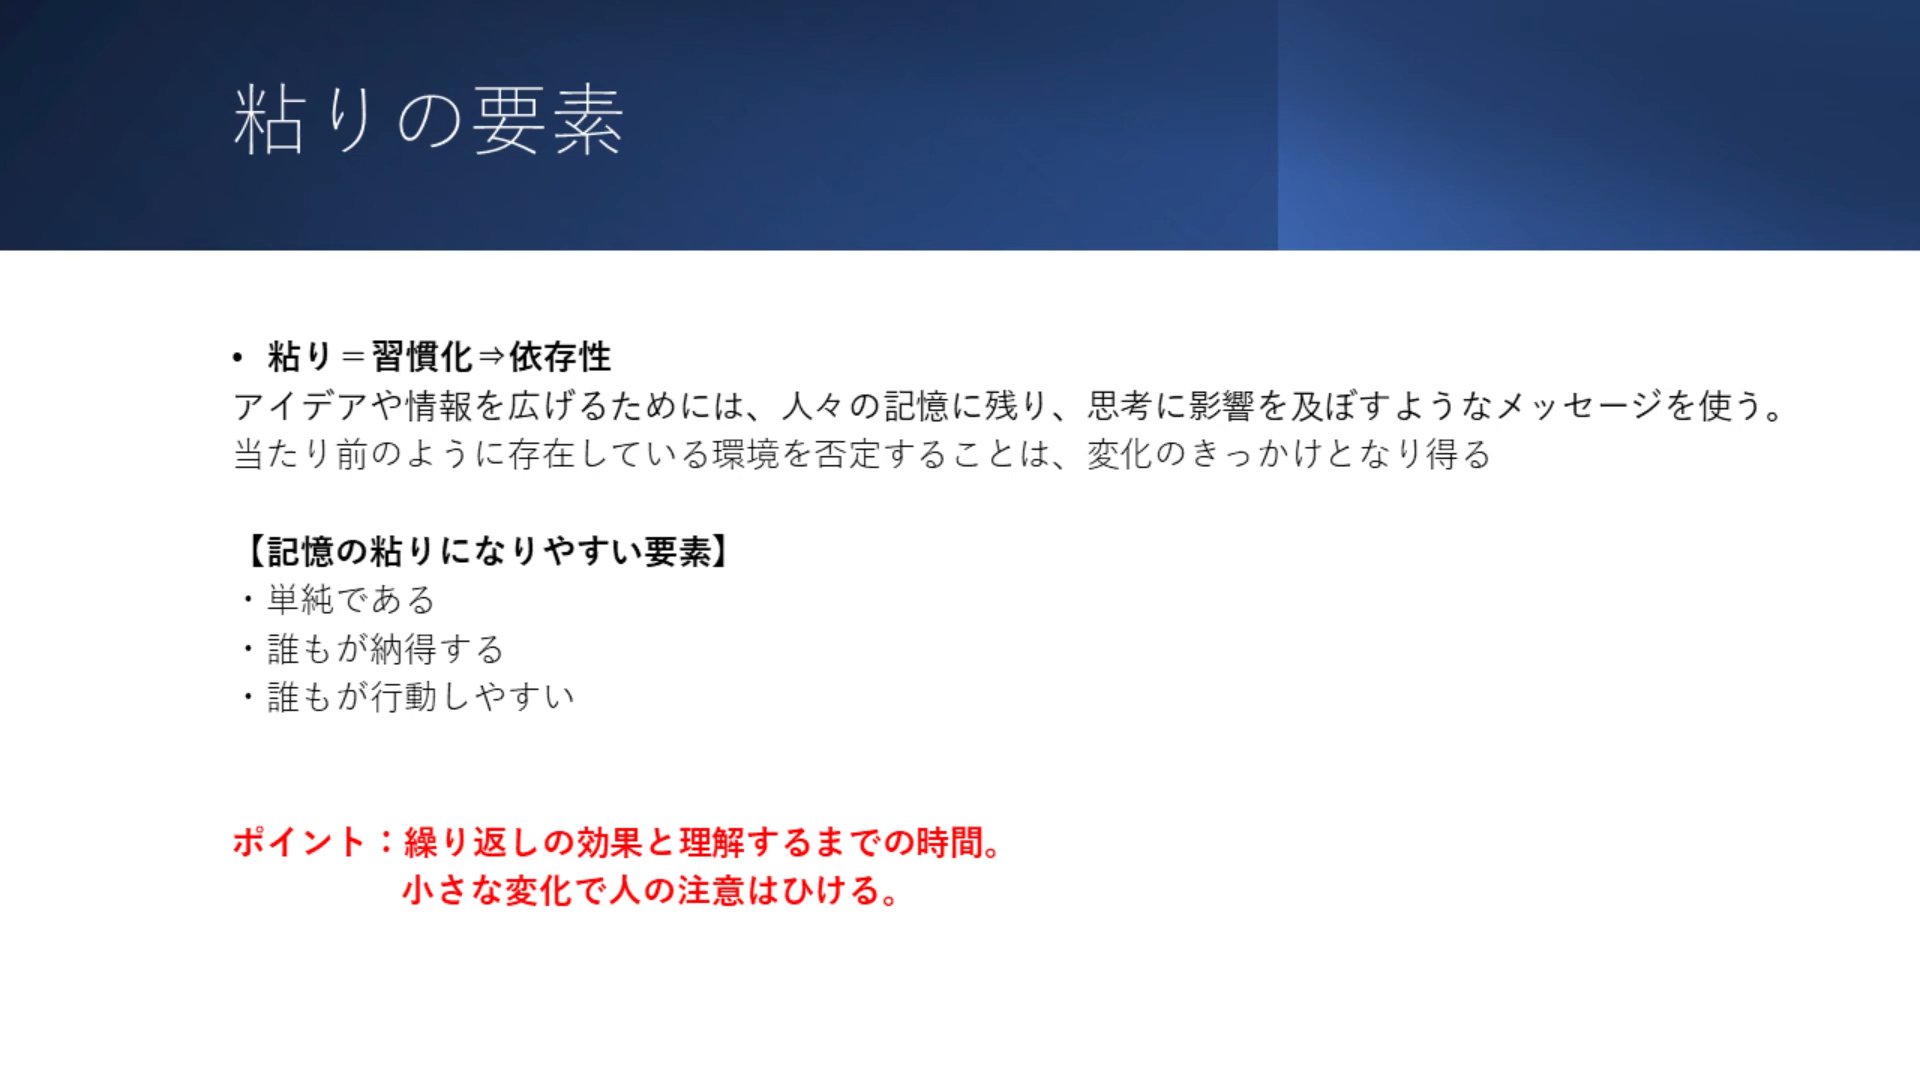 粘りの要素
• 粘り＝習慣化⇒依存性
アイデアや情報を広げるためには、人々の記憶に残り、思考に影響を及ぼすようなメッセージを使う。
当たり前のように存在している環境を否定することは、変化のきっかけとなり得る
【記憶の粘りになりやすい要素】
・単純である
・誰もが納得する
・誰もが行動しやすい
ポイント：繰り返しの効果と理解するまでの時間。
小さな変化で人の注意はひける。